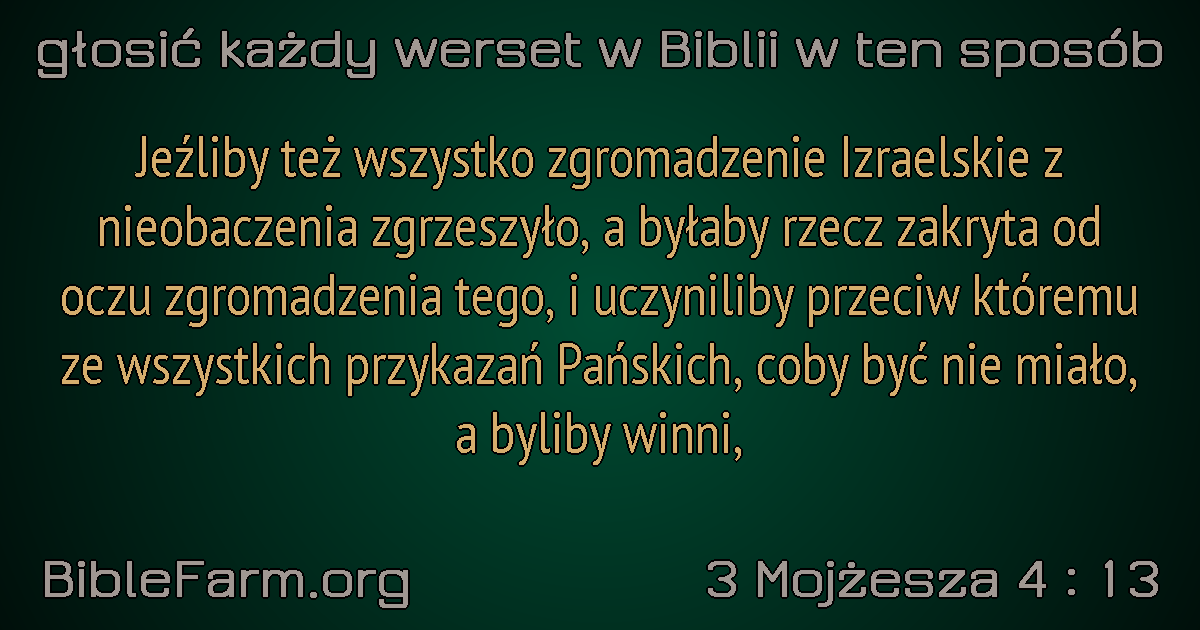 głosić każdy werset w Biblii w ten sposób
Jeźliby też wszystko zgromadzenie Izraelskie z
nieobaczenia zgrzeszyło, a byłaby rzecz zakryta od
oczu zgromadzenia tego, i uczyniliby przeciw któremu
ze wszystkich przykazań Pańskich, coby być nie miało,
a byliby winni,
BibleFarm.org
3 Mojżesza 4 : 13